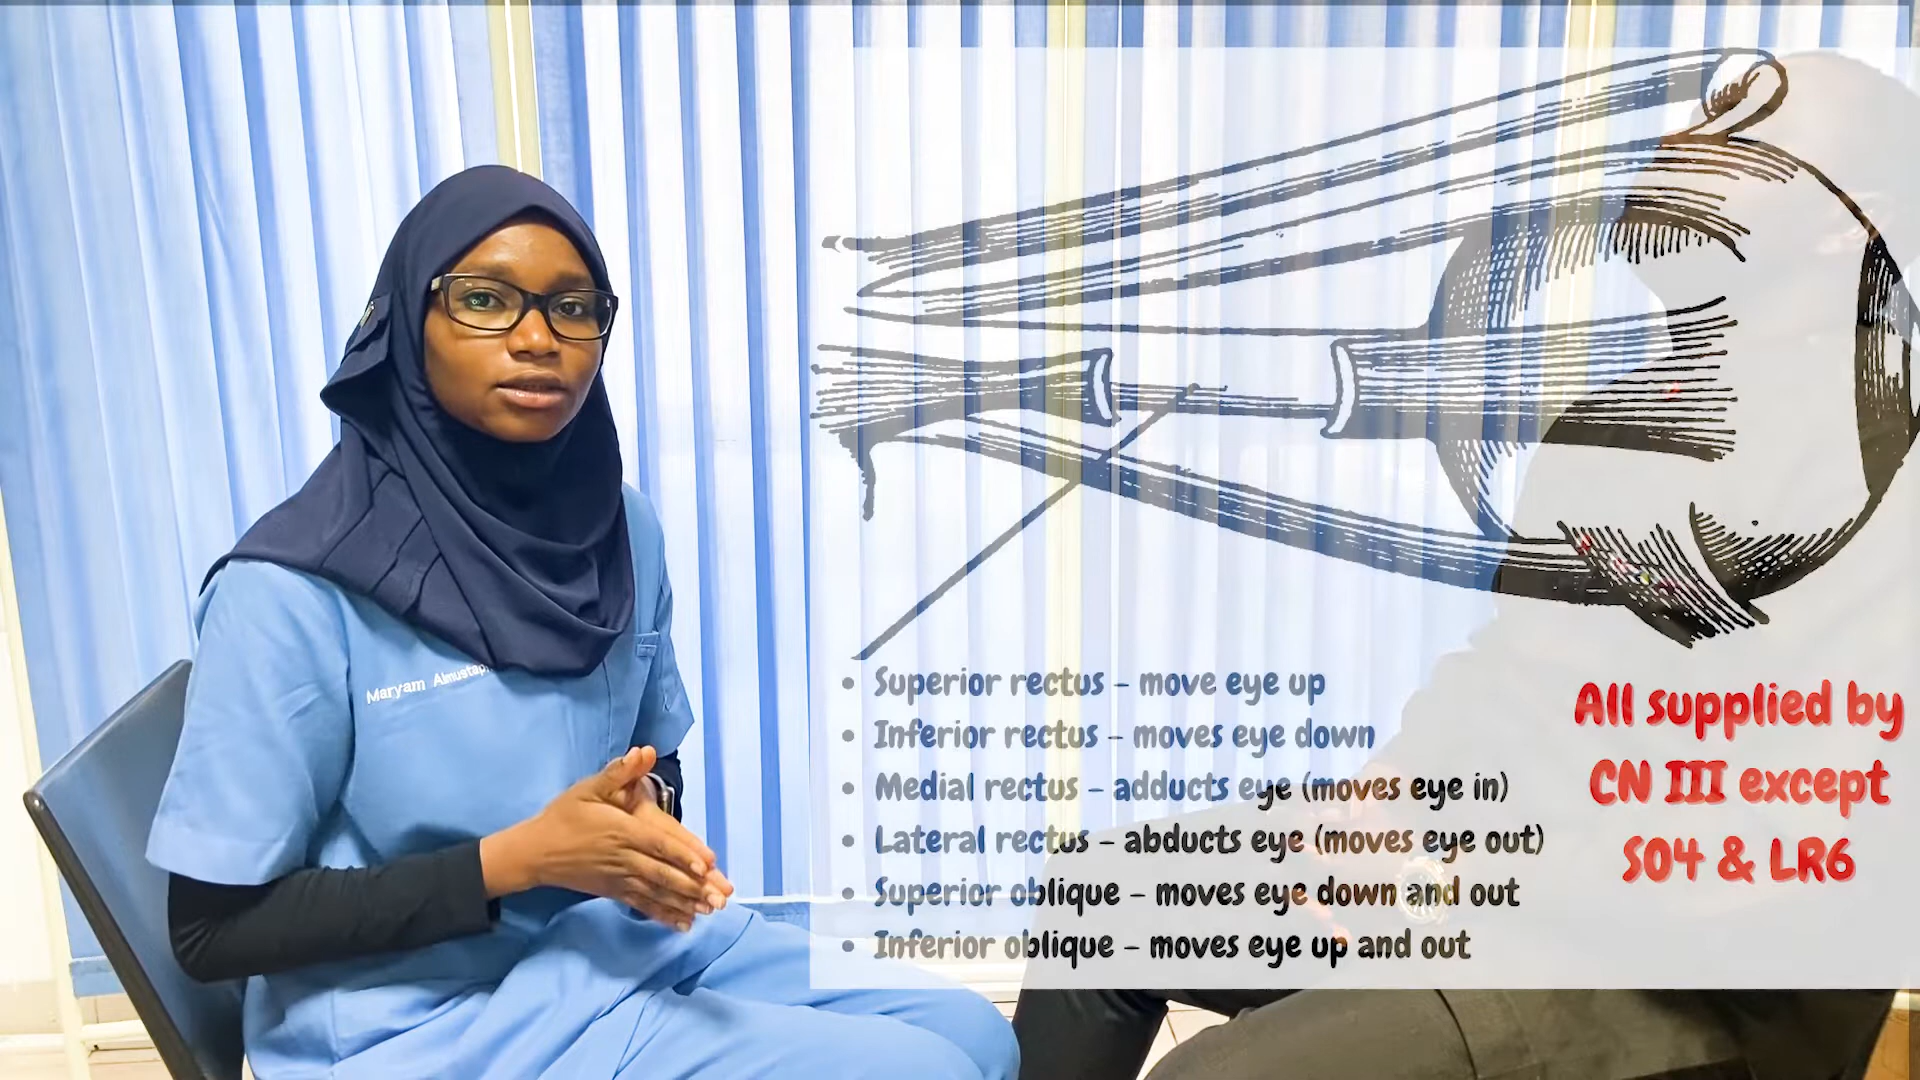 Maryam
Superior rectus – move eye up
Inferior rectus – moves eye down
Medial rectus – adducts eye (moves eye in)
Lateral rectus – abducts eye (moves eye out)
Superior oblique – moves eye down and out
Inferior oblique – moves eye up and out
All supplied by
CN III except
SO4 & LR6